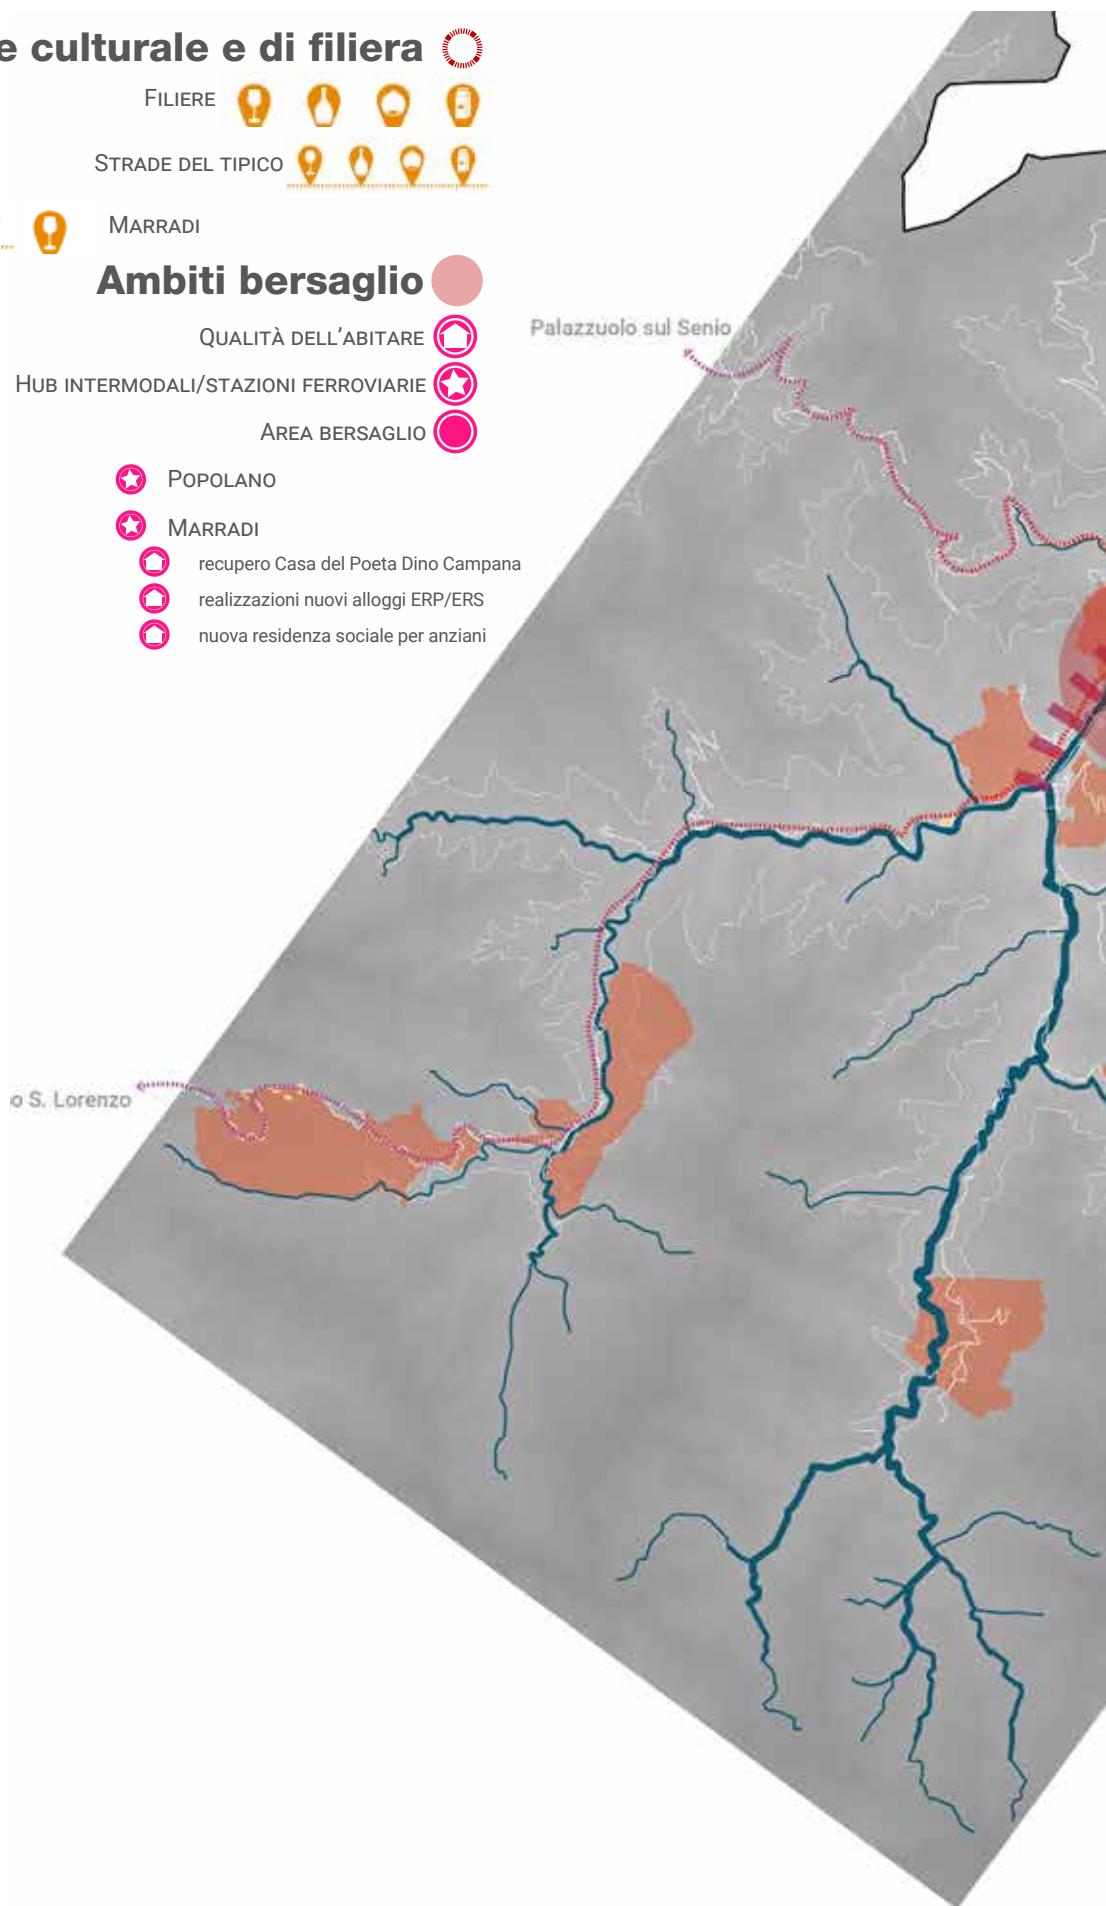 e culturale e di filiera
FILIERE
STRADE DEL TIPICO
MARRADI
Ambiti bersaglio
QUALITÀ DELL'ABITARE
HUB INTERMODALI/STAZIONI FERROVIARIE
AREA BERSAGLIO
POPOLANO
MARRADI
recupero Casa del Poeta Dino Campana
realizzazioni nuovi alloggi ERP/ERS
nuova residenza sociale per anziani
Palazzuolo sul Senio
o S. Lorenzo